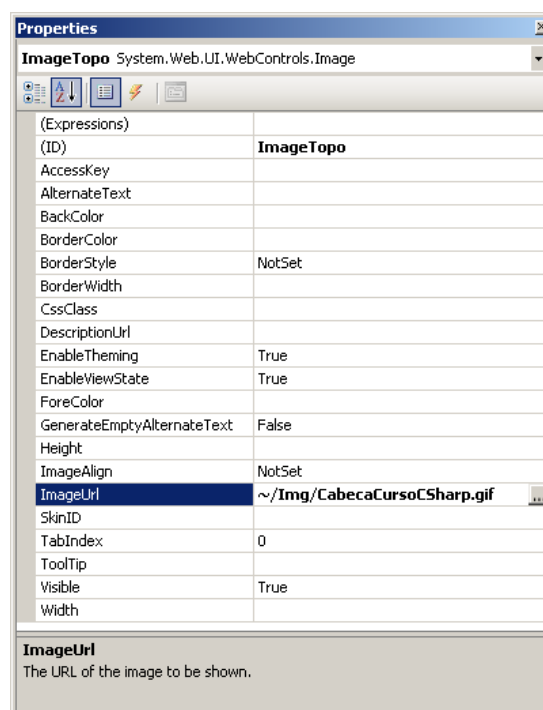 Properties
ImageTopo System.Web.UI.WebControls.Image
(Expressions)
(ID) ImageTopo
AccessKey
AlternateText
BackColor
BorderColor
BorderStyle NotSet
BorderWidth
CssClass
DescriptionUrl
EnableTheming True
EnableViewState True
ForeColor
GenerateEmptyAlternateText False
Height
ImageAlign NotSet
ImageUrl ~/Img/CabecaCursoCSharp.gif ...
SkinID
TabIndex 0
ToolTip
Visible True
Width
ImageUrl
The URL of the image to be shown.